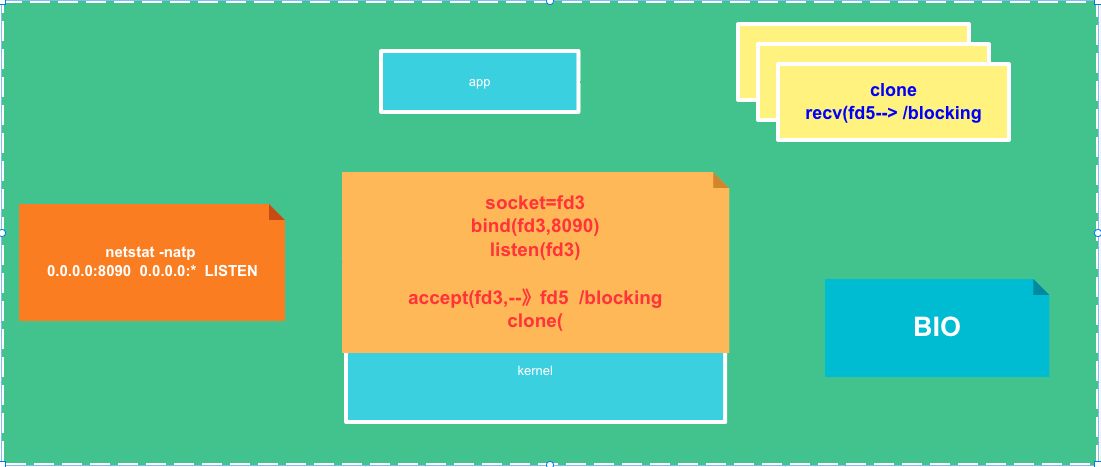 app
clone
recv(fd5--> /blocking
socket=fd3
bind(fd3,8090)
listen(fd3)
accept(fd3,--》fd5  /blocking
clone(
kernel
netstat -natp
0.0.0.0:8090  0.0.0.0:*  LISTEN
BIO